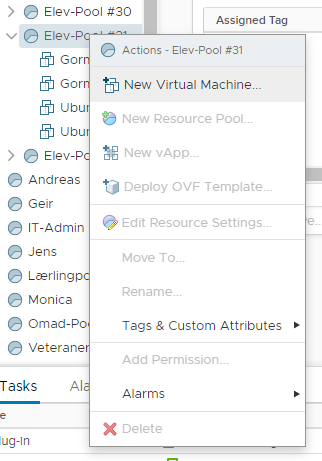 Elev-Pool #30
Assigned Tag
Elev-Pool #31
Actions - Elev-Pool #31
Gorm
New Virtual Machine...
Gorm
New Resource Pool...
Ubu
New vApp...
Ubu
Deploy OVF Template...
Elev-Po
Andreas
Geir
Edit Resource Settings...
IT-Admin
Jens
Move To...
Lærlingpo
Rename...
Monica
Omad-Poo
Tags & Custom Attributes
Veteraner
Add Permission...
Tasks
Ala
Alarms
e
lug-In
Delete